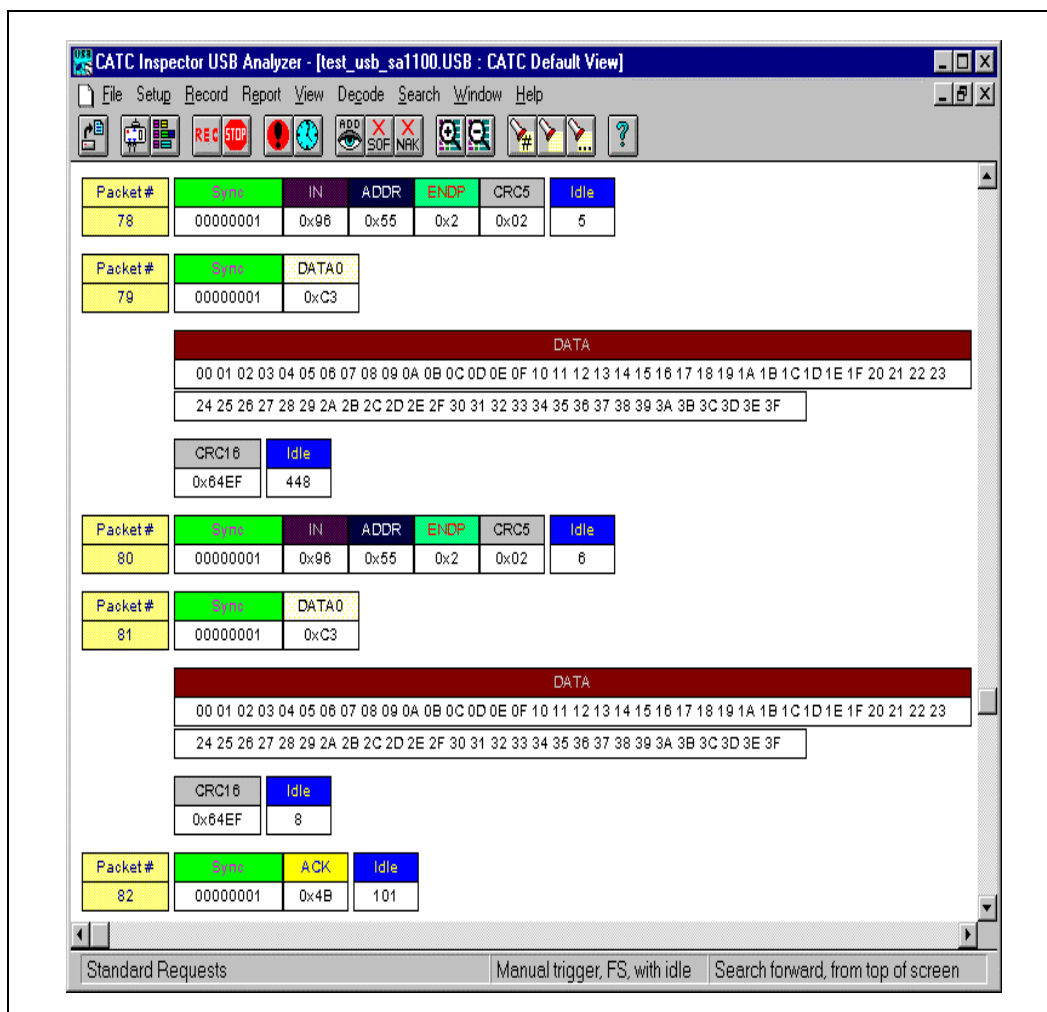 CATC Inspector USB Analyzer - [test_usb_sa1100.USB : CATC Default View]
File Setup Record Report View Decode Search Window Help
USB
REC STOP ADD SOF NAK # ?
Packet # Sync IN ADDR ENDP CRC5 Idle
78 00000001 0x96 0x55 0x2 0x02 5
Packet # Sync DATA0
79 00000001 0xC3
DATA
00 01 02 03 04 05 06 07 08 09 0A 0B 0C 0D 0E 0F 10 11 12 13 14 15 16 17 18 19 1A 1B 1C 1D 1E 1F 20 21 22 23
24 25 26 27 28 29 2A 2B 2C 2D 2E 2F 30 31 32 33 34 35 36 37 38 39 3A 3B 3C 3D 3E 3F
CRC16 Idle
0x64EF 448
Packet # Sync IN ADDR ENDP CRC5 Idle
80 00000001 0x96 0x55 0x2 0x02 6
Packet # Sync DATA0
81 00000001 0xC3
DATA
00 01 02 03 04 05 06 07 08 09 0A 0B 0C 0D 0E 0F 10 11 12 13 14 15 16 17 18 19 1A 1B 1C 1D 1E 1F 20 21 22 23
24 25 26 27 28 29 2A 2B 2C 2D 2E 2F 30 31 32 33 34 35 36 37 38 39 3A 3B 3C 3D 3E 3F
CRC16 Idle
0x64EF 8
Packet # Sync ACK Idle
82 00000001 0x4B 101
Standard Requests Manual trigger, FS, with idle Search forward, from top of screen